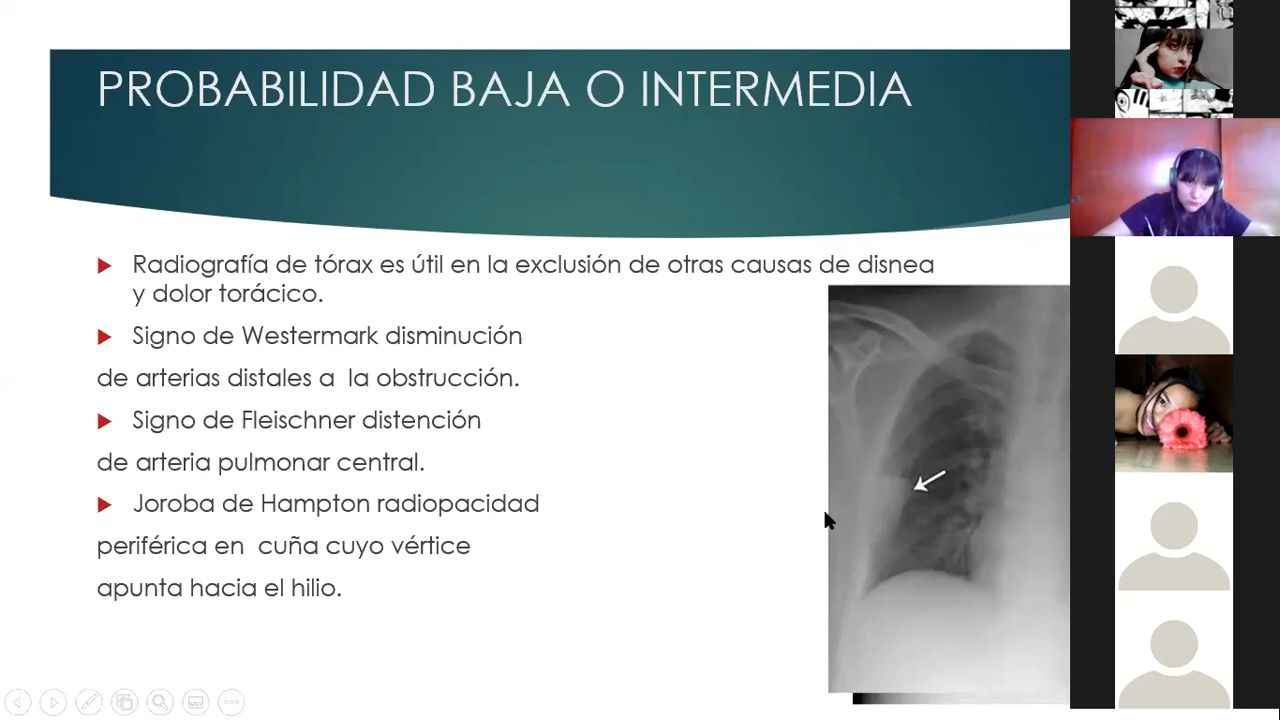 PROBABILIDAD BAJA O INTERMEDIA
Radiografía de tórax es útil en la exclusión de otras causas de disnea
y dolor torácico.
Signo de Westermark disminución
de arterias distales a  la obstrucción.
Signo de Fleischner distención
de arteria pulmonar central.
Joroba de Hampton radiopacidad
periférica en  cuña cuyo vértice
apunta hacia el hilio.